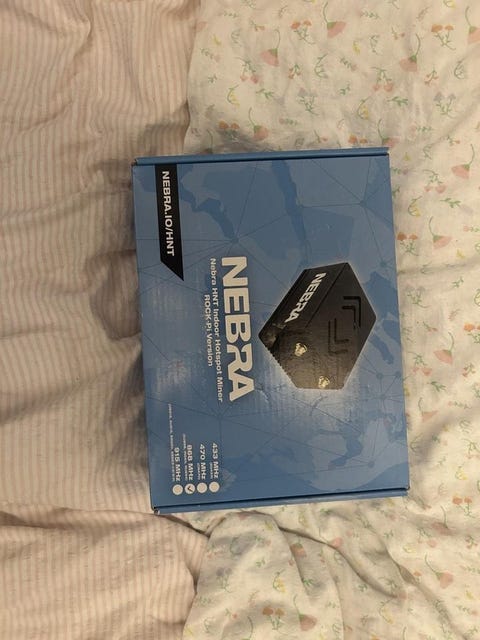 NEBRA.IO/HNT
NEBRA
NEBRA
Nebra HNT Indoor Hotspot Miner
ROCK Pi Version
433 MHz
470 MHz
868 MHz
915 MHz